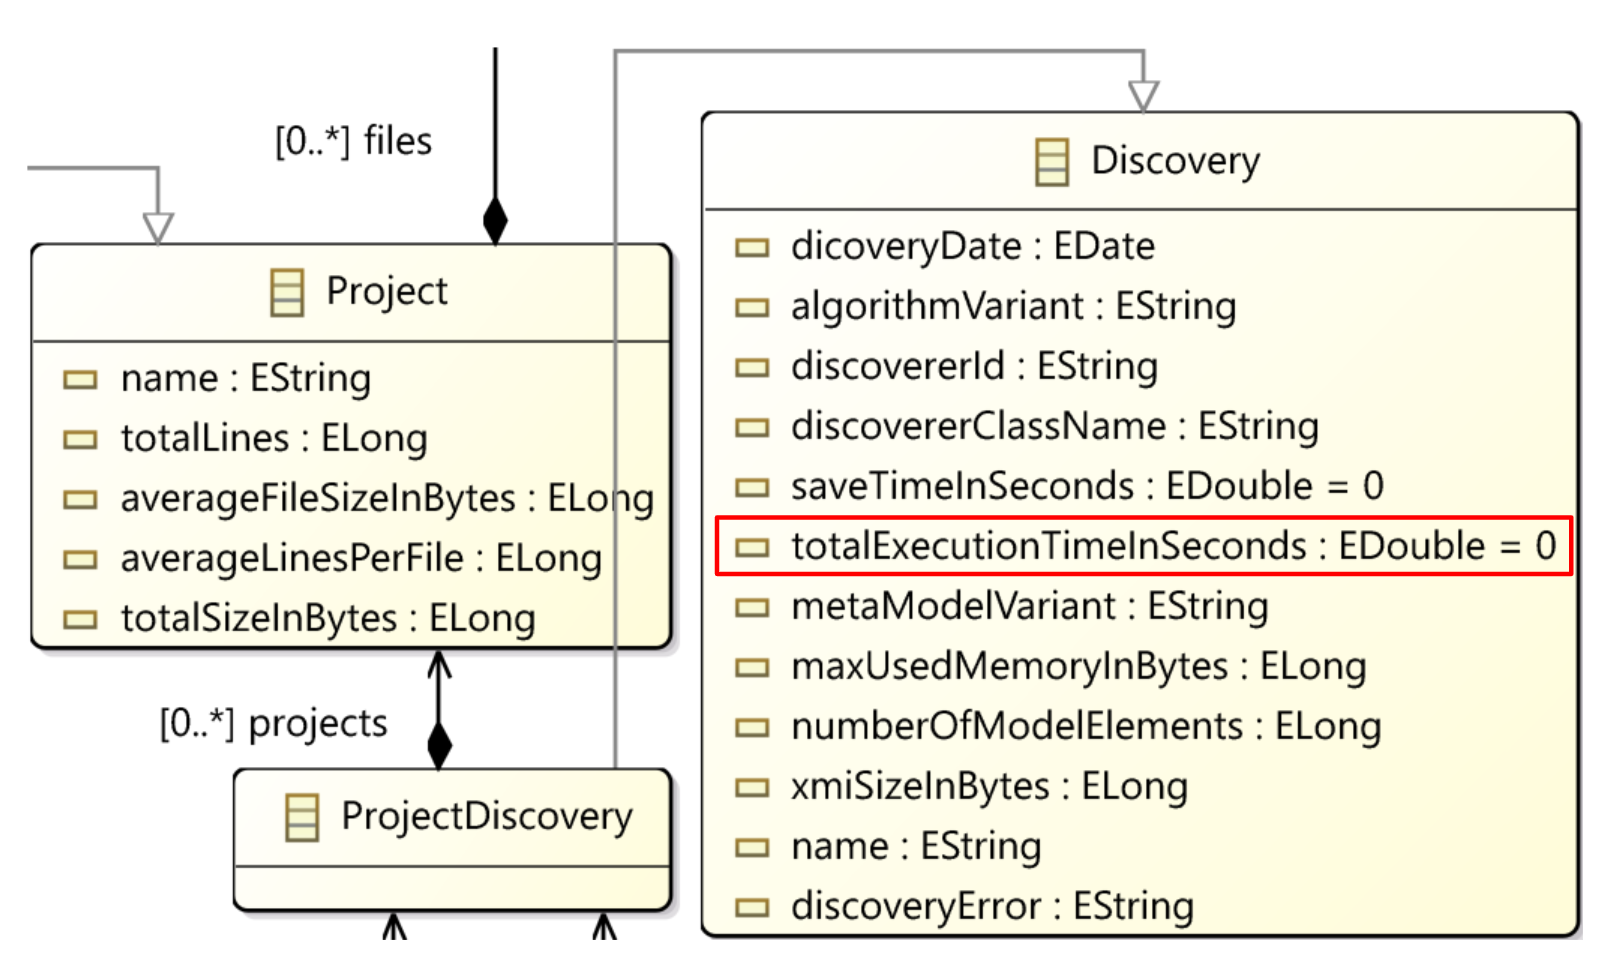 [0..*] files
Project
name : EString
totalLines : ELong
averageFileSizeInBytes : ELong
averageLinesPerFile : ELong
totalSizeInBytes : ELong
[0..*] projects
ProjectDiscovery
Discovery
dicoveryDate : EDate
algorithmVariant : EString
discovererId : EString
discovererClassName : EString
saveTimeInSeconds : EDouble = 0
totalExecutionTimeInSeconds : EDouble = 0
metaModelVariant : EString
maxUsedMemoryInBytes : ELong
numberOfModelElements : ELong
xmiSizeInBytes : ELong
name : EString
discoveryError : EString